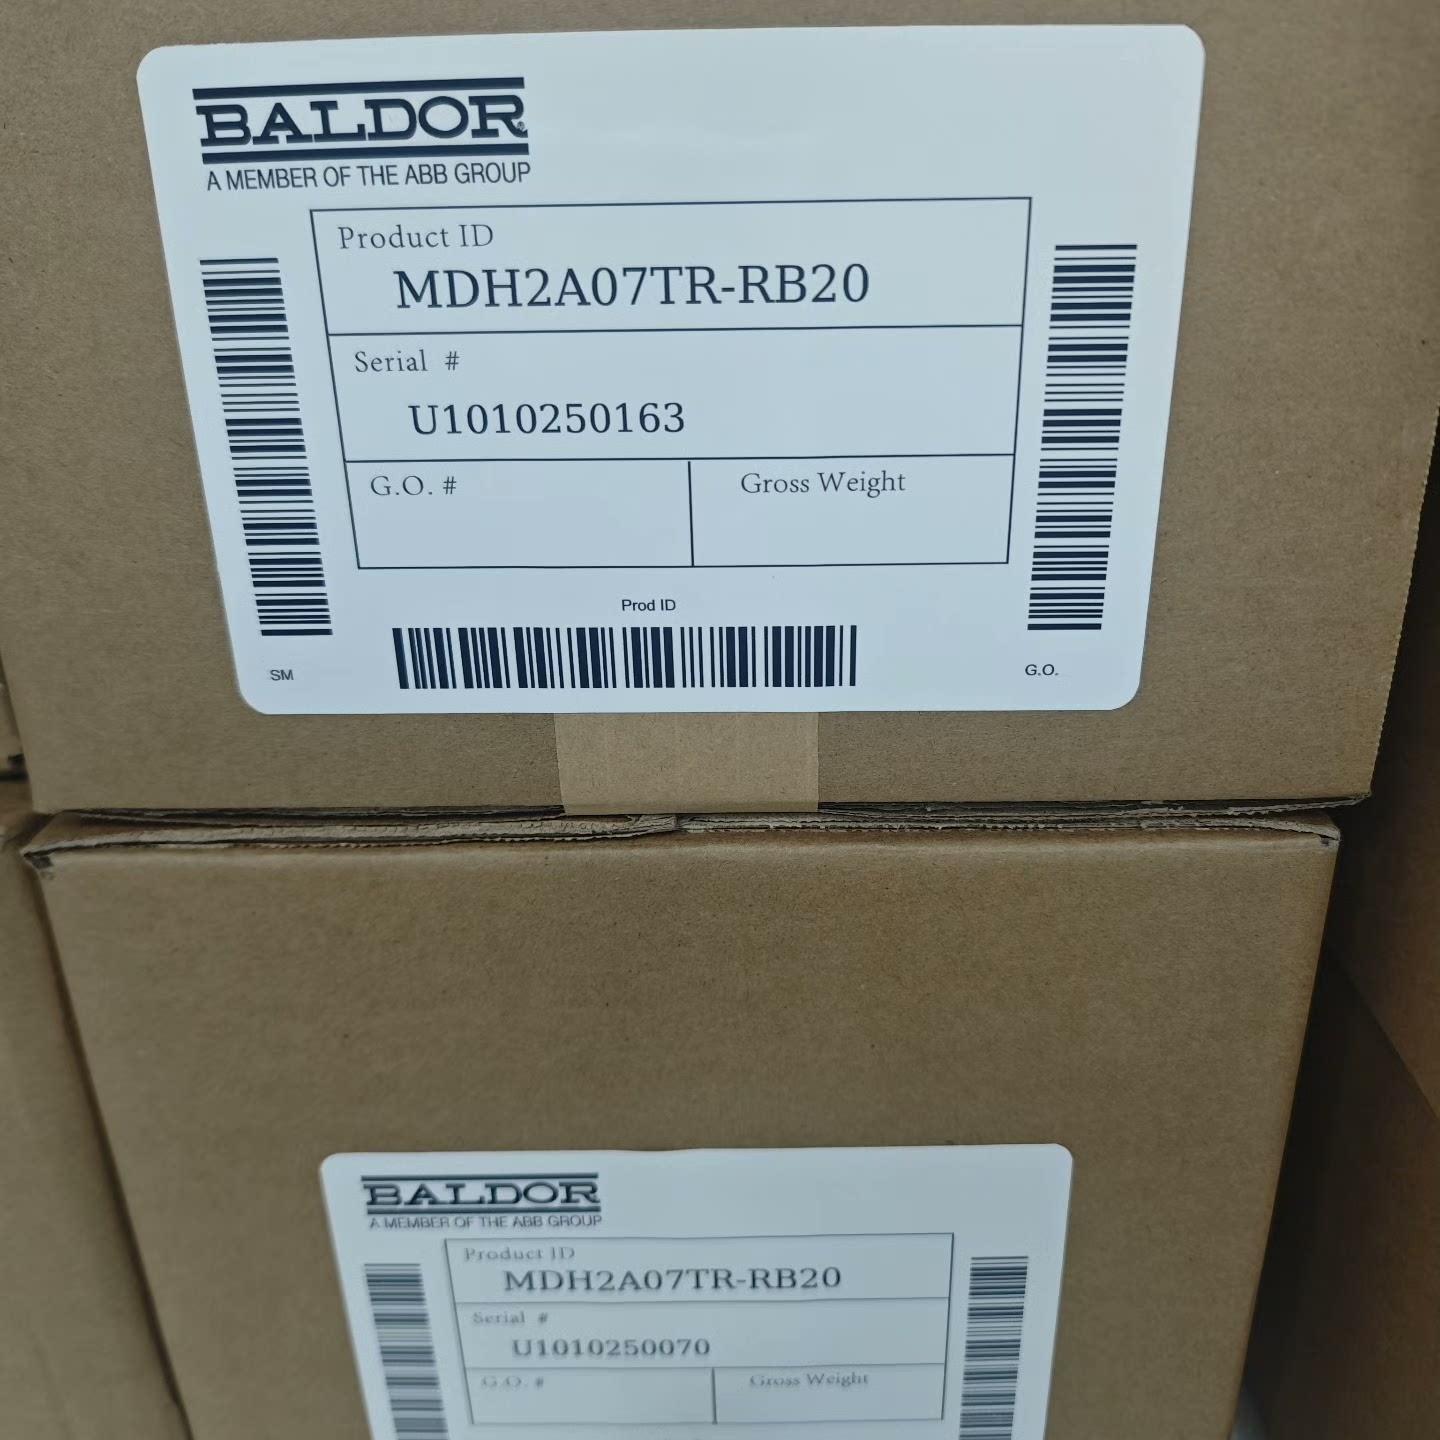 BALDOR®
A MEMBER OF THE ABB GROUP
Product ID
MDH2A07TR-RB20
Serial #
U1010250163
G.O. #
Gross Weight
Prod ID
SM
G.O.
BALDOR
A MEMBER OF THE ABB GROUP
Product ID
MDH2A07TR-RB20
Serial #
U1010250070
G.O. #
Gross Weight